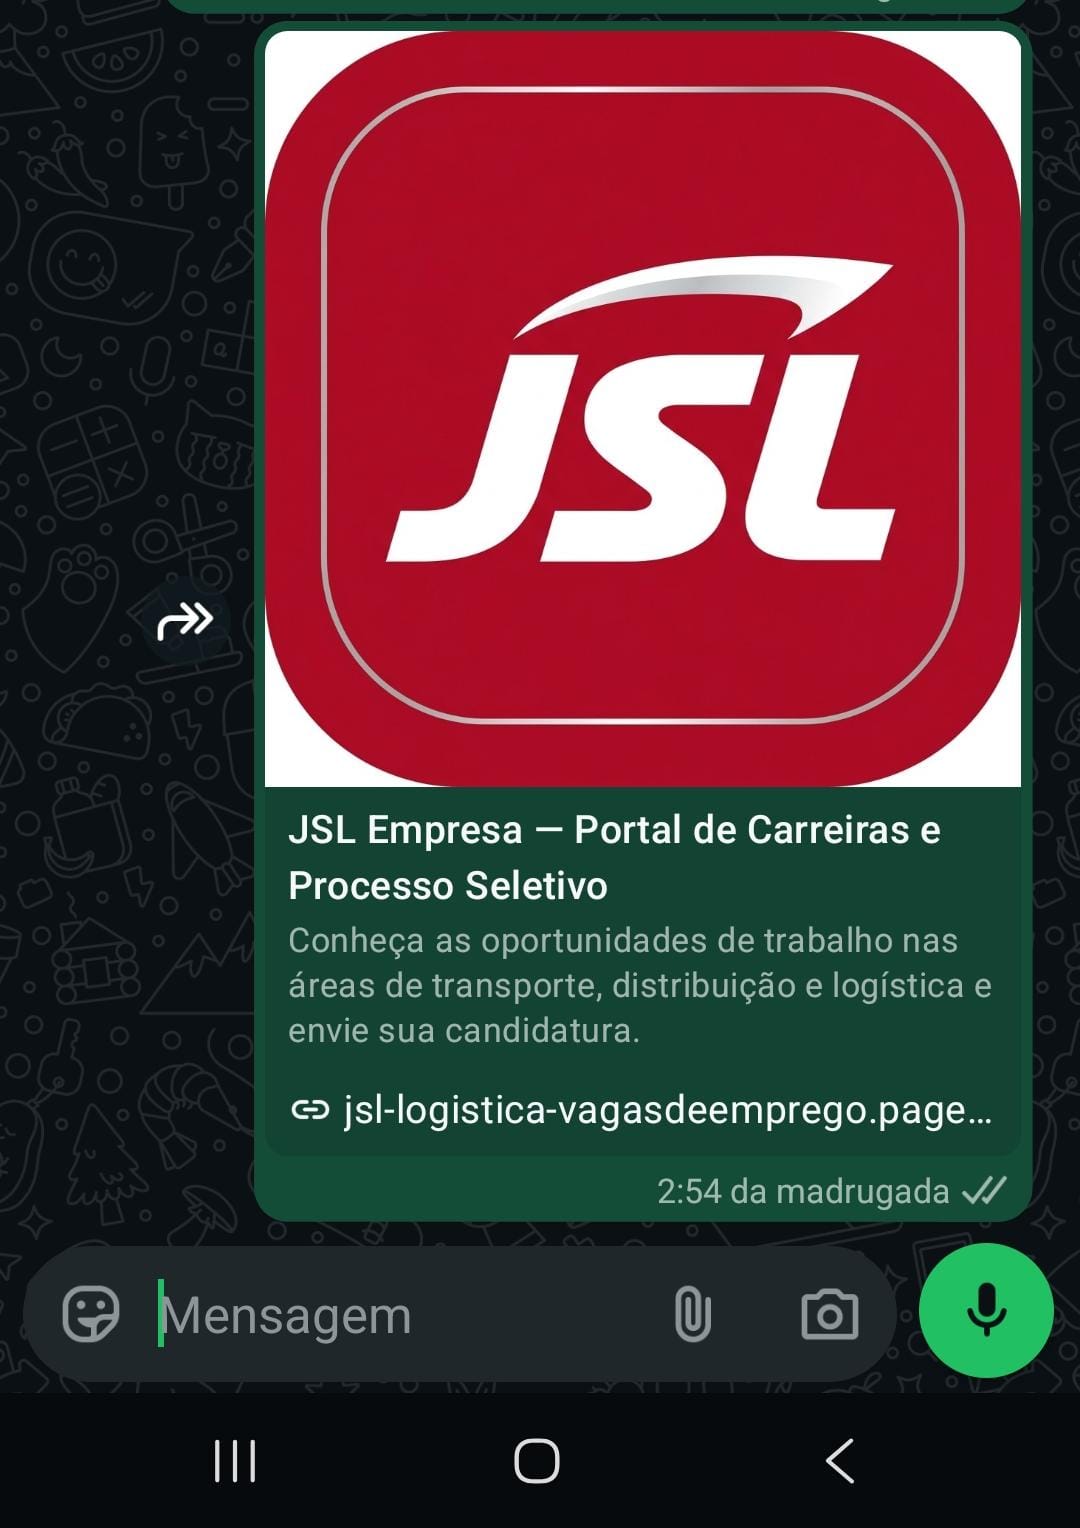 JSL
JSL Empresa — Portal de Carreiras e
Processo Seletivo
Conheça as oportunidades de trabalho nas
áreas de transporte, distribuição e logística e
envie sua candidatura.
jsl-logistica-vagasdeemprego.page...
2:54 da madrugada
Mensagem